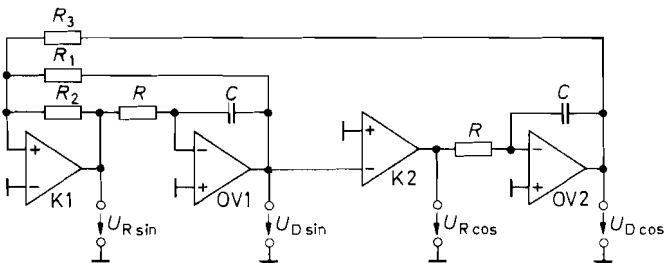 R3
R1
R2 R C R C
+ - K1
- + OV1
+ - K2
- + OV2
UR sin UD sin UR cos UD cos